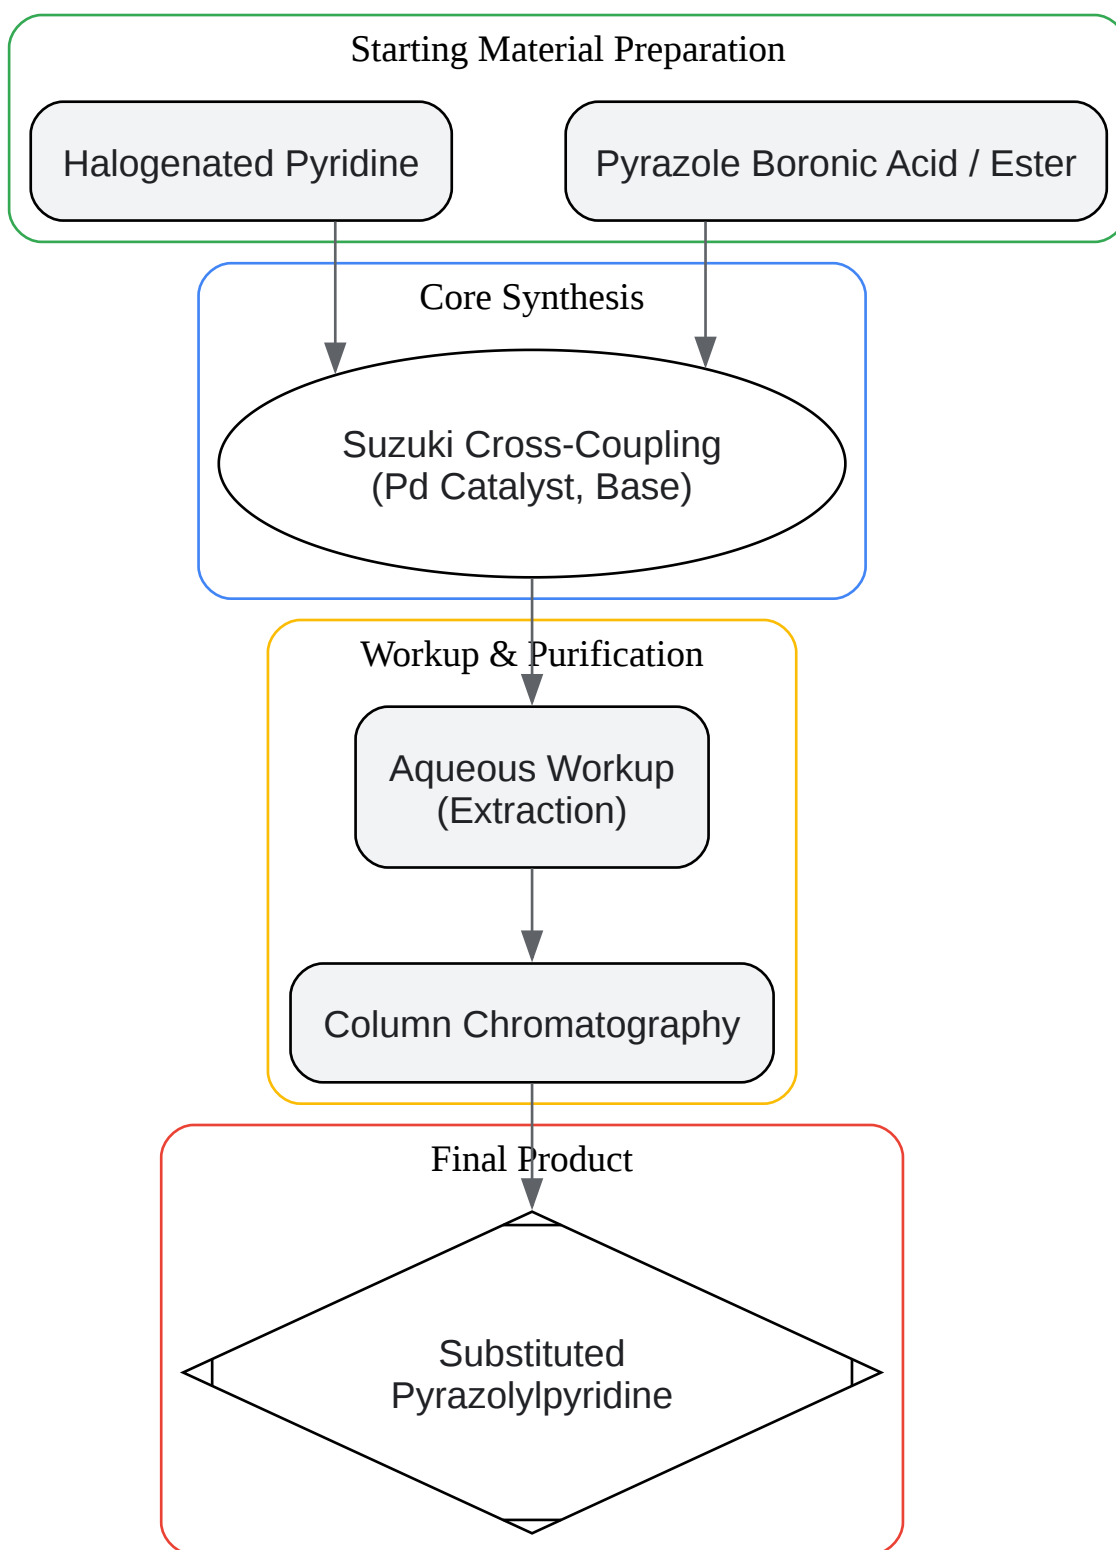 Starting Material Preparation
Halogenated Pyridine
Pyrazole Boronic Acid / Ester
Core Synthesis
Suzuki Cross-Coupling
(Pd Catalyst, Base)
Workup & Purification
Aqueous Workup
(Extraction)
Column Chromatography
Final Product
Substituted
Pyrazolylpyridine